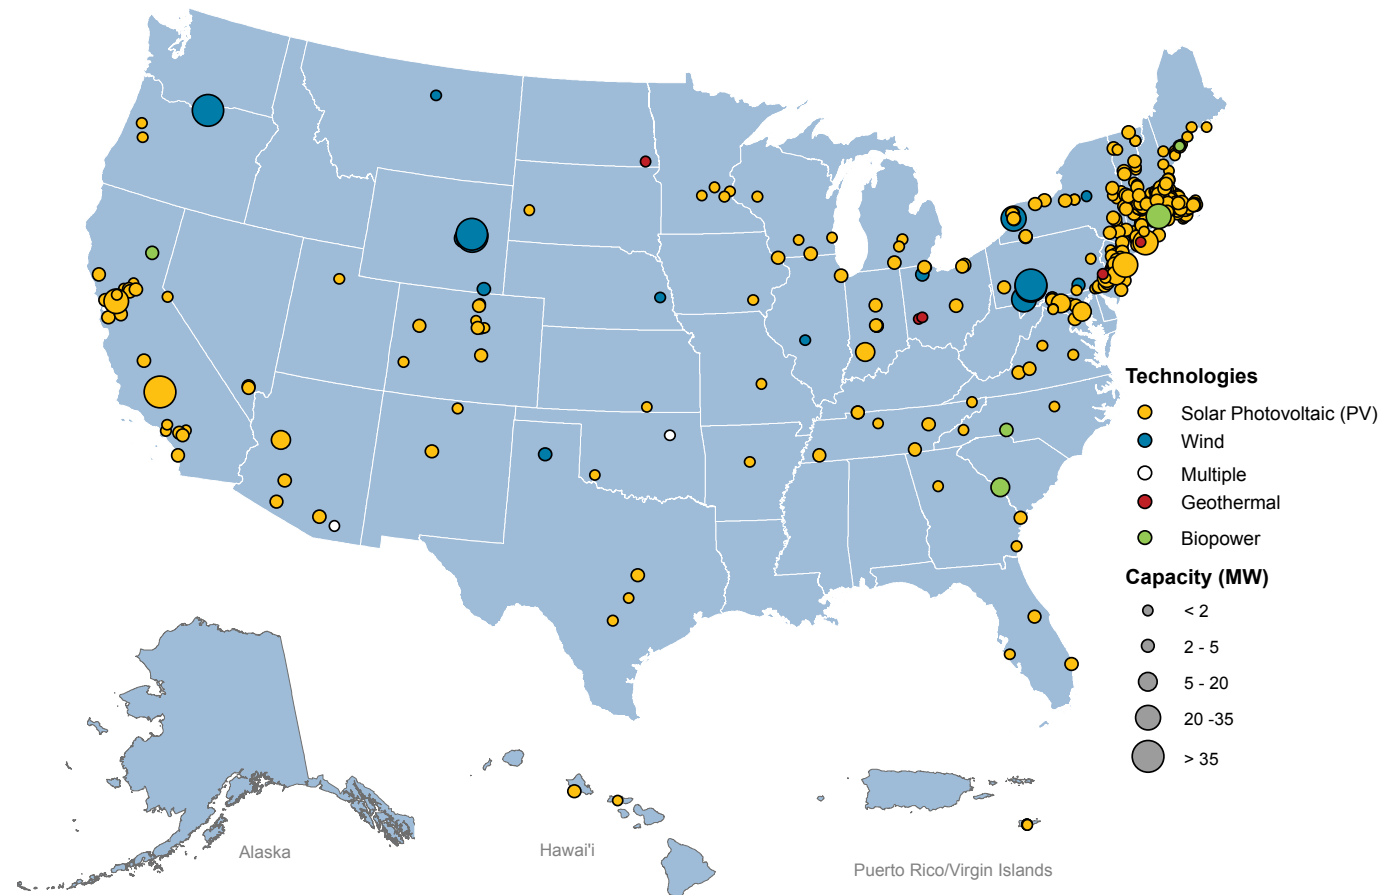 Technologies
Solar Photovoltaic (PV)
Wind
Multiple
Geothermal
Biopower
Capacity (MW)
< 2
2 - 5
5 - 20
20 -35
> 35
Alaska
Hawai'i
Puerto Rico/Virgin Islands